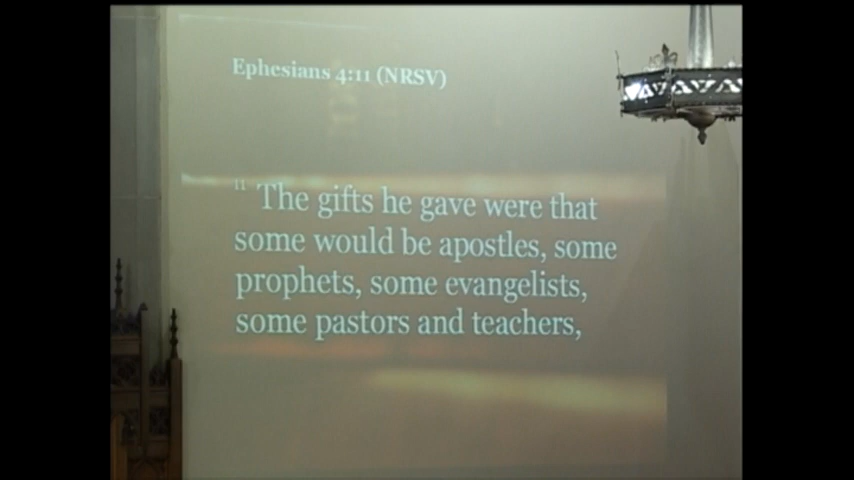 Ephesians 4:11 (NRSV)
11 The gifts he gave were that
some would be apostles, some
prophets, some evangelists,
some pastors and teachers,